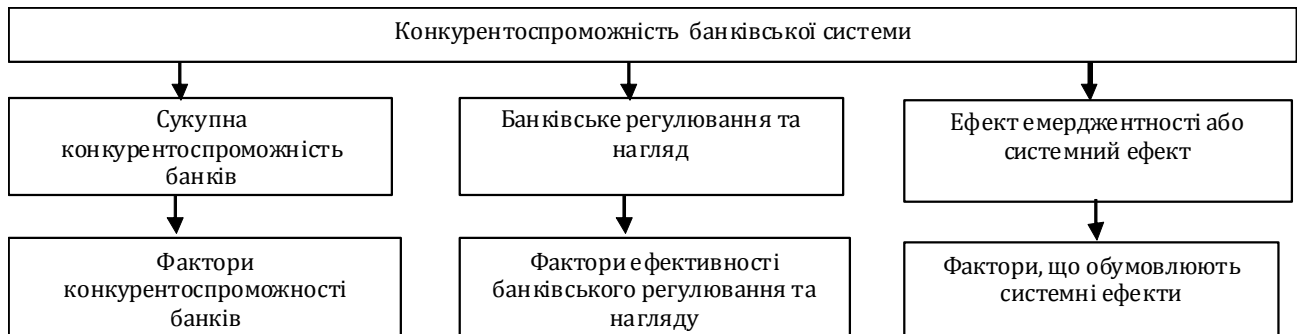 Конкурентоспроможність банківської системи
Сукупна
конкурентоспроможність
банків
Банківське регулювання та
нагляд
Ефект емерджентності або
системний ефект
Фактори
конкурентоспроможності
банків
Фактори ефективності
банківського регулювання та
нагляду
Фактори, що обумовлюють
системні ефекти